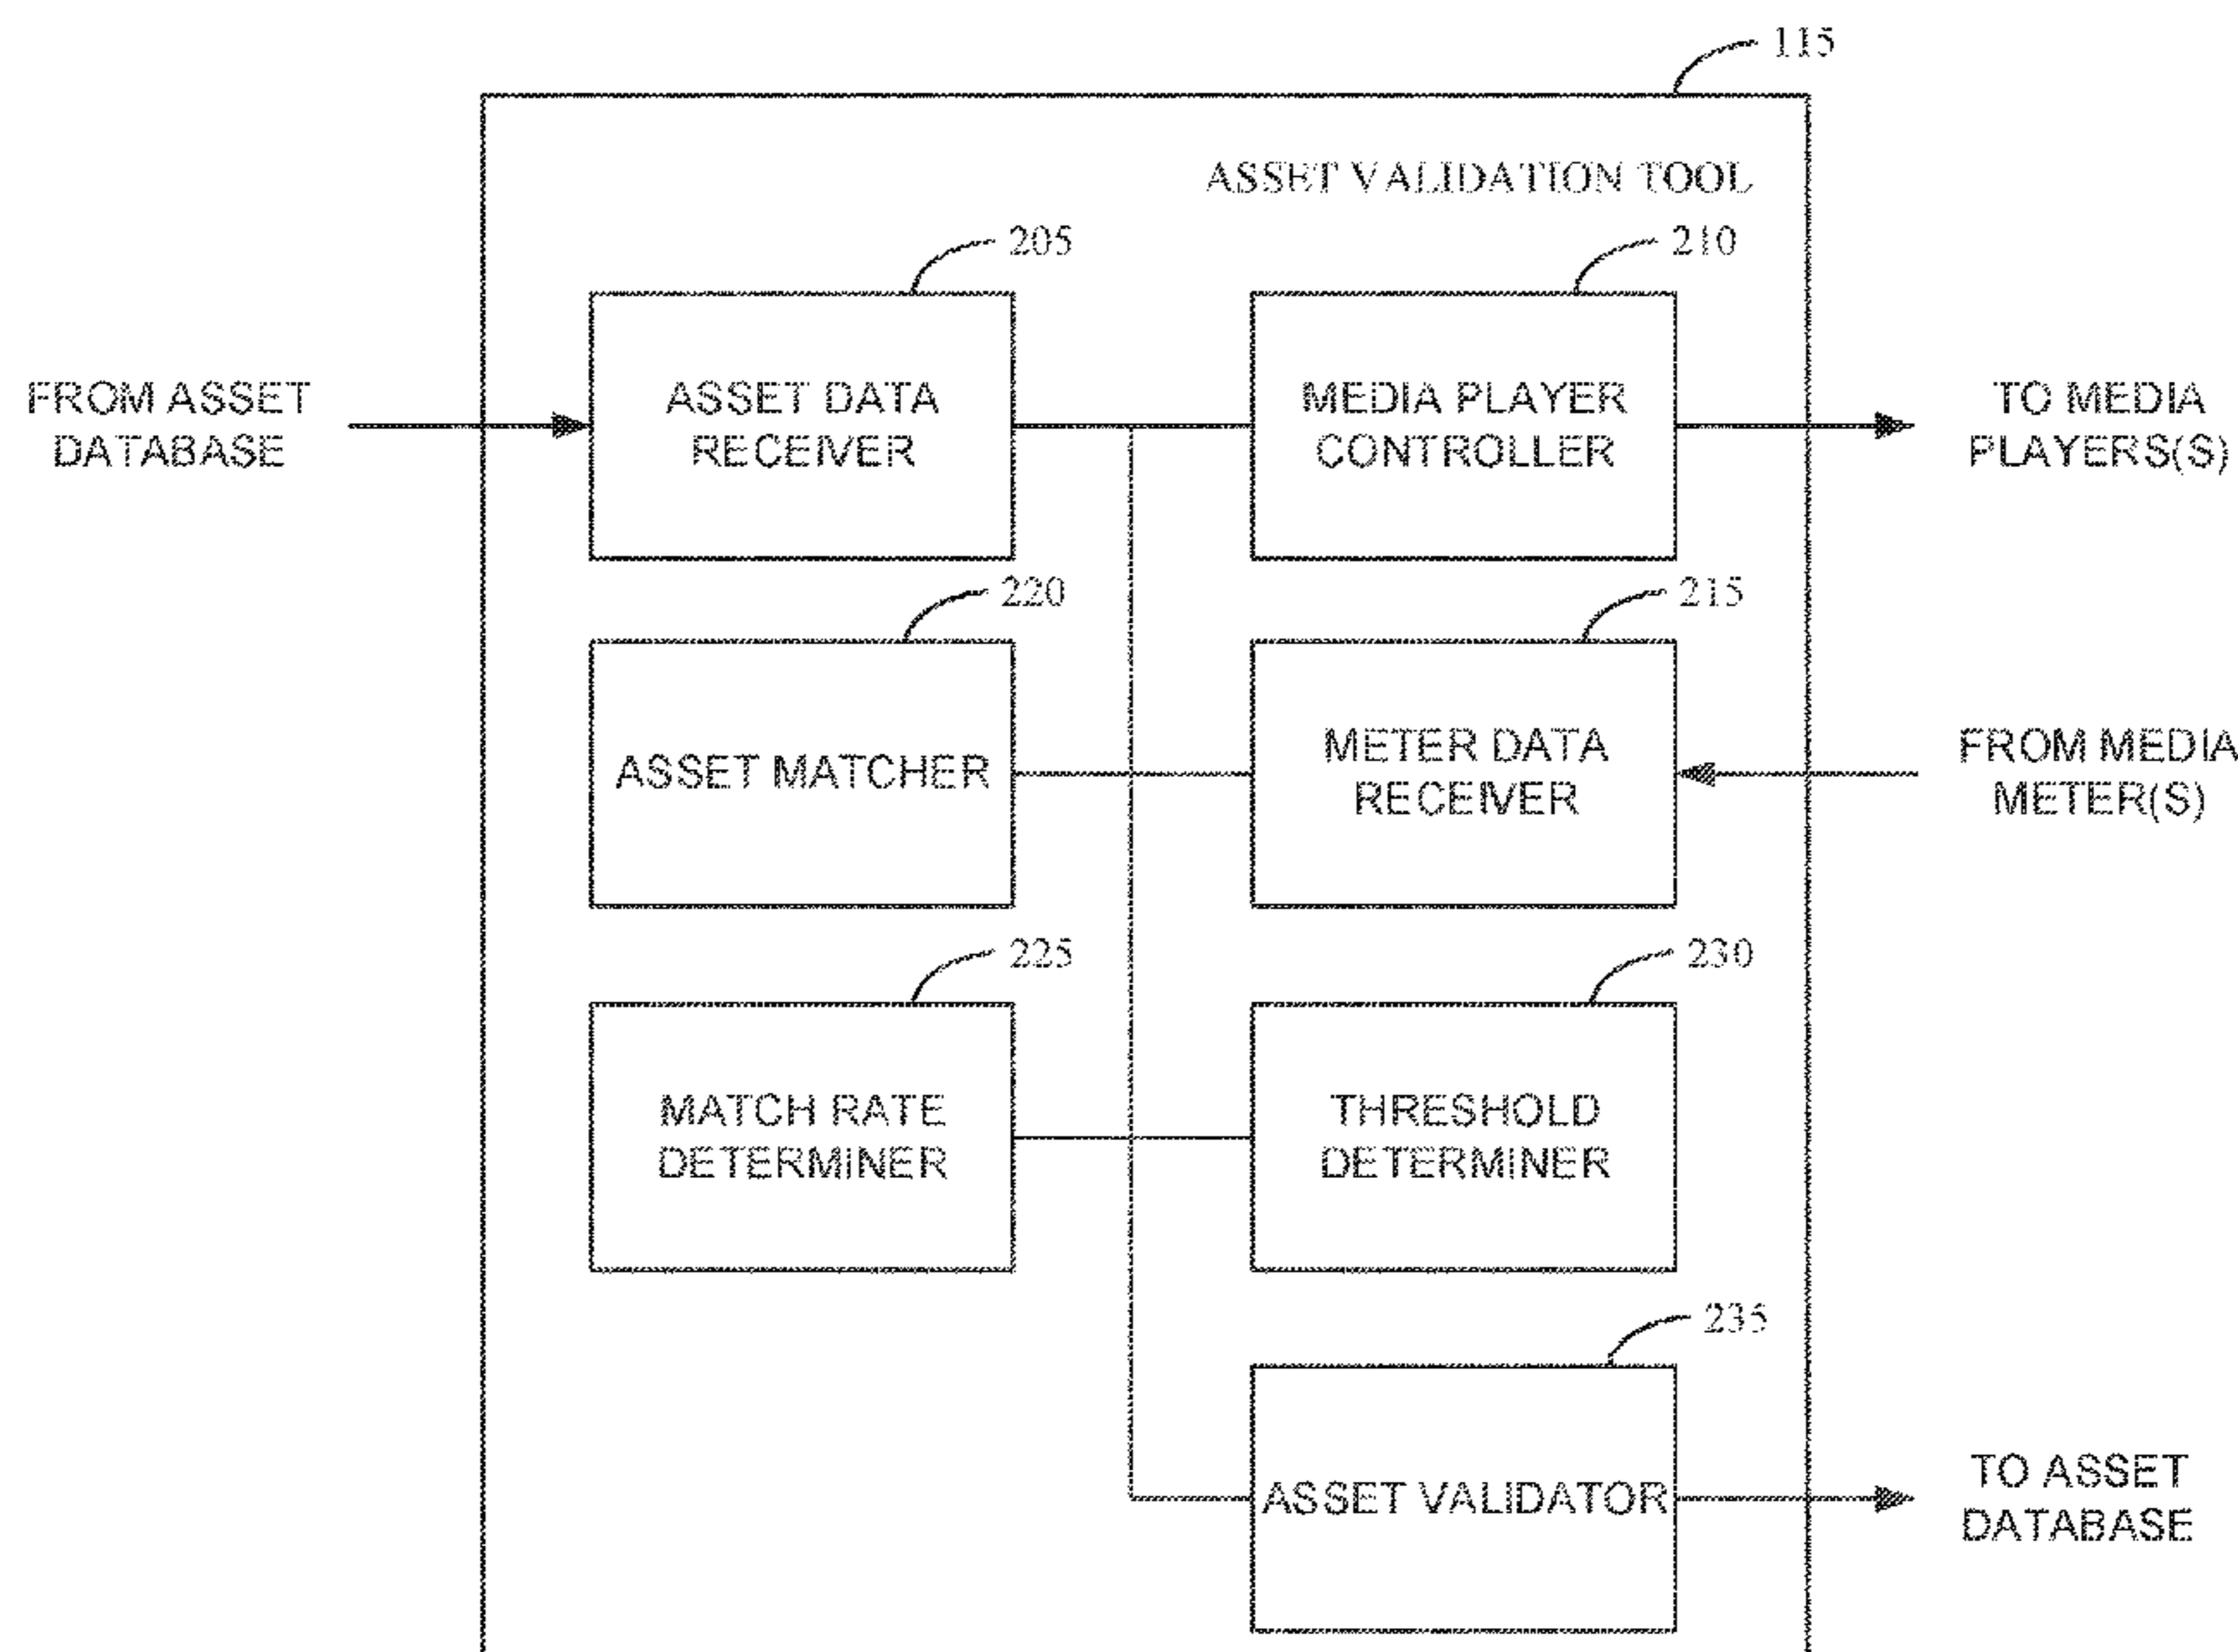 115
ASSET VALIDATION TOOL
205
210
FROM ASSET
DATABASE
ASSET DATA
RECEIVER
MEDIA PLAYER
CONTROLLER
TO MEDIA
PLAYERS(S)
220
215
ASSET MATCHER
METER DATA
RECEIVER
FROM MEDIA
METER(S)
225
230
MATCH RATE
DETERMINER
THRESHOLD
DETERMINER
235
ASSET VALIDATOR
TO ASSET
DATABASE